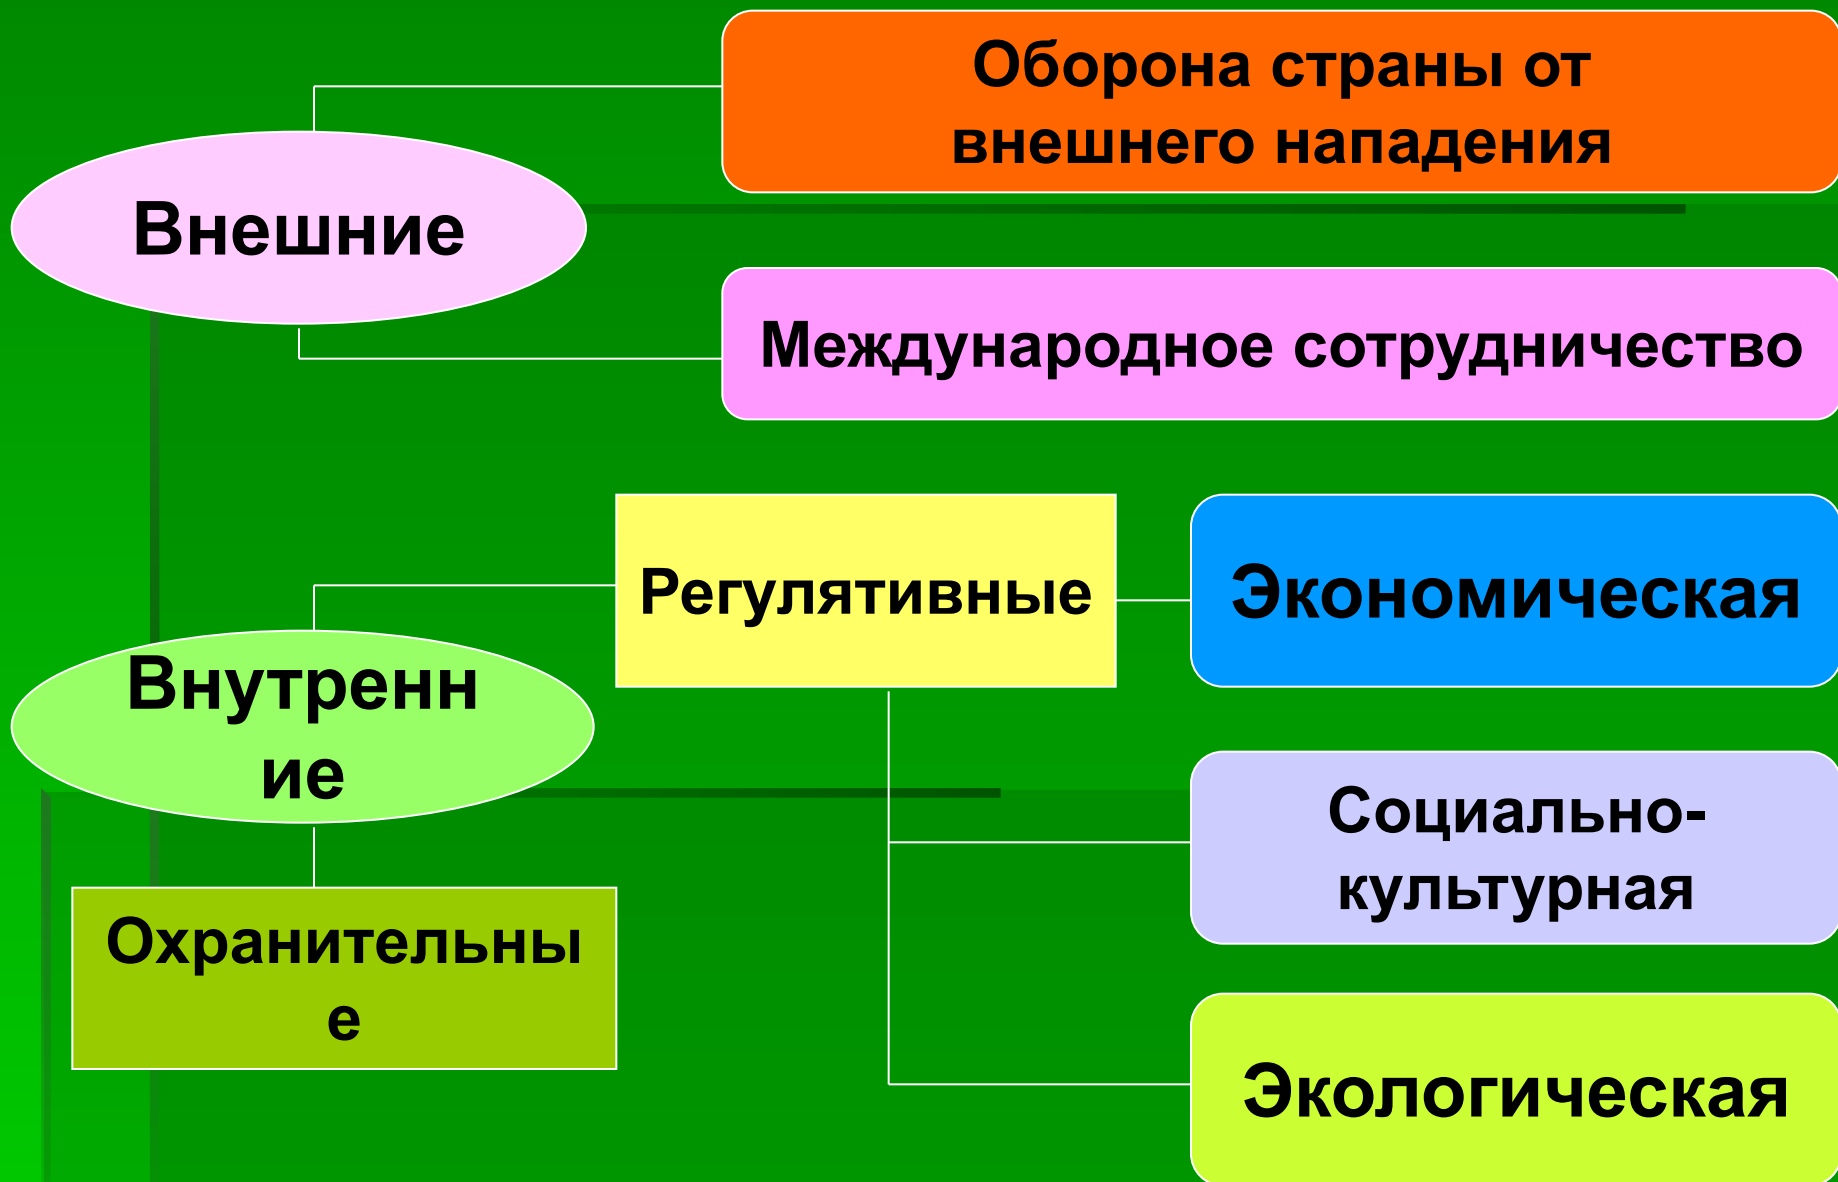 Оборона страны от
внешнего нападения
Внешние
Международное сотрудничество
Регулятивные
Экономическая
Внутренн
ие
Социально-
культурная
Охранительны
е
Экологическая